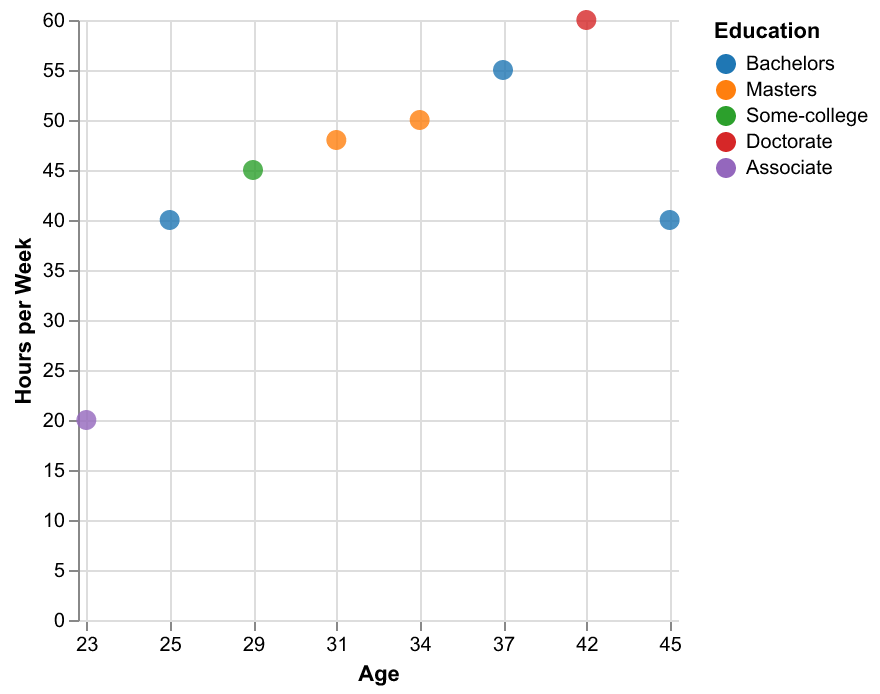 60
55
50
45
40
35
30
25
20
15
10
5
0
Hours per Week
23 25 29 31 34 37 42 45
Age
Education
Bachelors
Masters
Some-college
Doctorate
Associate